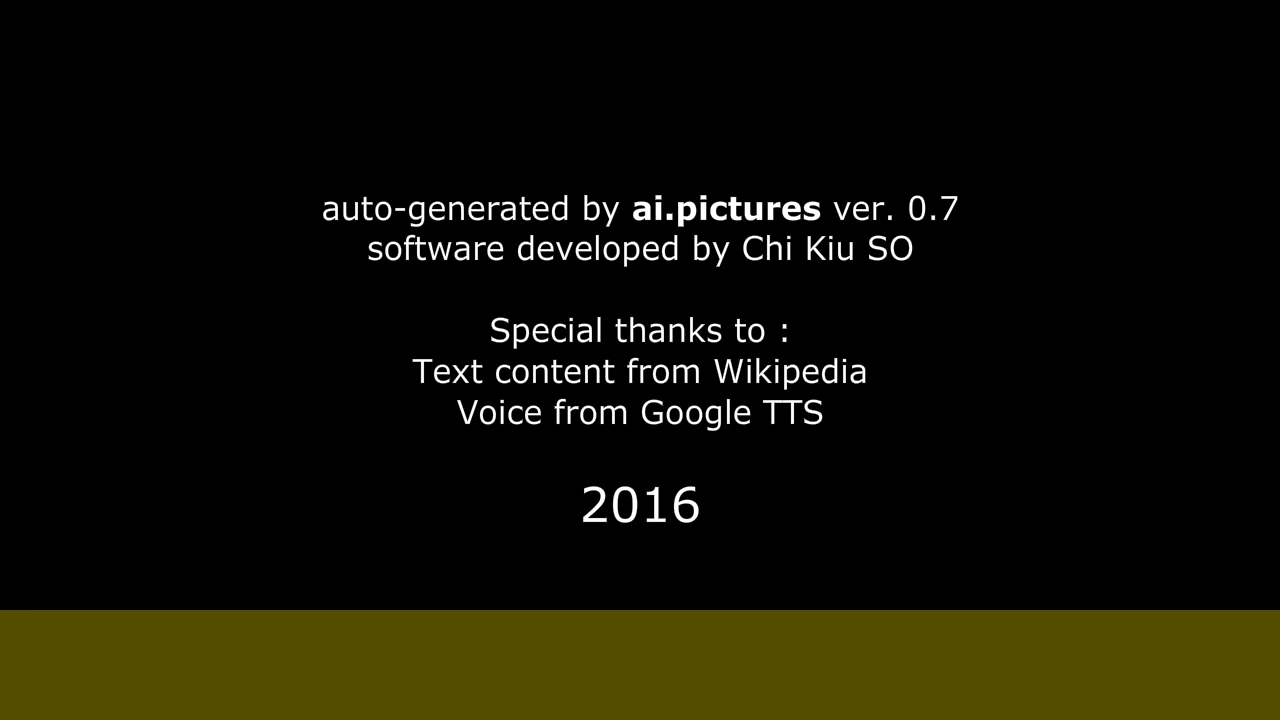 auto-generated by ai.pictures ver. 0.7
software developed by Chi Kiu SO
Special thanks to :
Text content from Wikipedia
Voice from Google TTS
2016